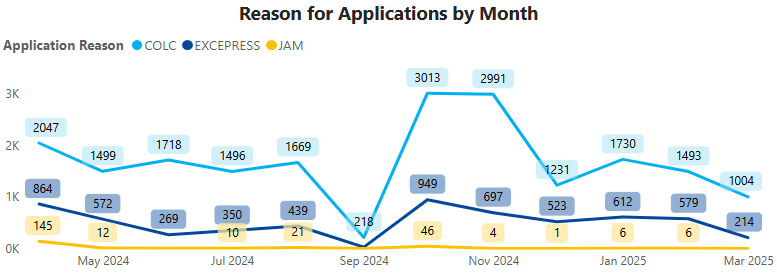 Reason for Applications by Month
Application Reason COLC EXCEPRESS JAM
3013 2991
3K
2047
2K
1718 1730
1499 1496 1669 1493
1231
1004
864 949
1K
572 697 612 579
523
439
350
269 218 214
145 12 10 21 46 4 1 6 6
0K
May 2024 Jul 2024 Sep 2024 Nov 2024 Jan 2025 Mar 2025